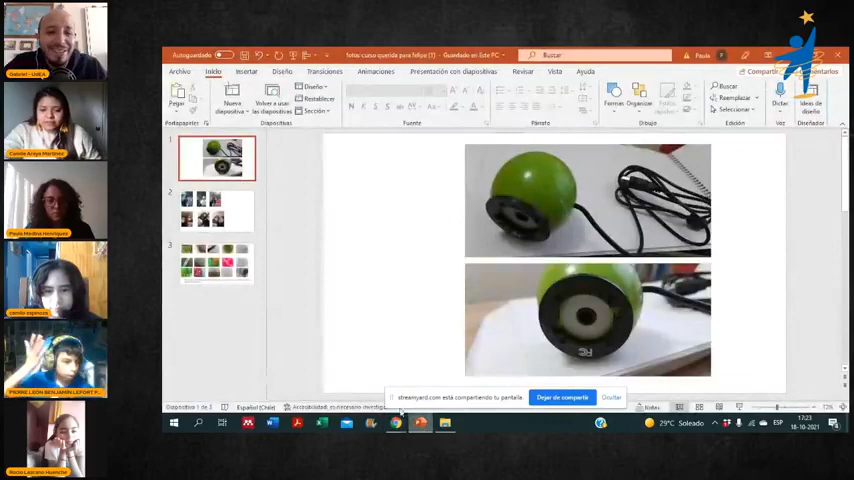 Gabriel - UNEA
Camila Araya Martinez
Paula Medina Henriquez
camilo espinoza
PIERRE LEON BENJAMIN LEFORT F...
Rocio Lazcano Huenche
Autoguardado
fotos curso querida para felipe (1) - Guardado en Este PC
Buscar
Paula
Archivo Inicio Insertar Diseño Transiciones Animaciones Presentación con diapositivas Revisar Vista Ayuda
Compartir
Pegar
Nueva diapositiva
Volver a usar diapositivas
Diseño
Restablecer
Sección
N K S
Formas Organizar
Buscar
Reemplazar
Seleccionar
Dictar
Ideas de diseño
Portapapeles
Diapositivas
Fuente
Párrafo
Dibujo
Edición
Voz
Diseñador
1
2
3
streamyard.com está compartiendo tu pantalla.
Dejar de compartir
Ocultar
Diapositiva 1 de 3
Español (Chile)
Accesibilidad: es necesario investigar
Notas
29°C Soleado
ESP
17:23
18-10-2021